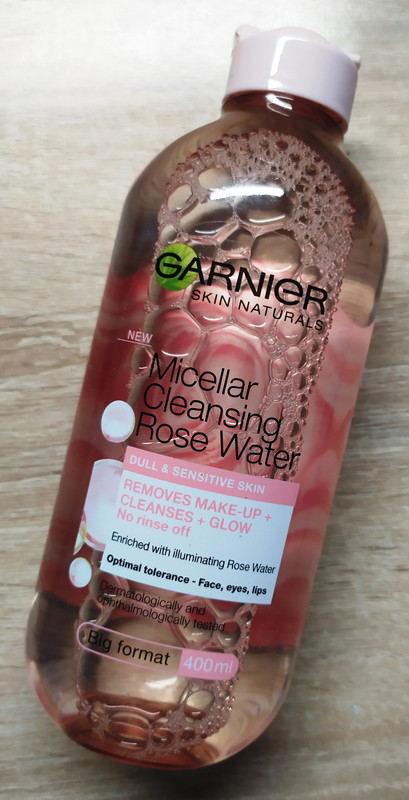 GARNIER
SKIN NATURALS
NEW
Micellar
Cleansing
Rose Water
DULL & SENSITIVE SKIN
REMOVES MAKE-UP +
CLEANSES + GLOW
No rinse off
Enriched with illuminating Rose Water
Optimal tolerance - Face, eyes, lips
Dermatologically and
ophthalmologically tested
Big format 400ml